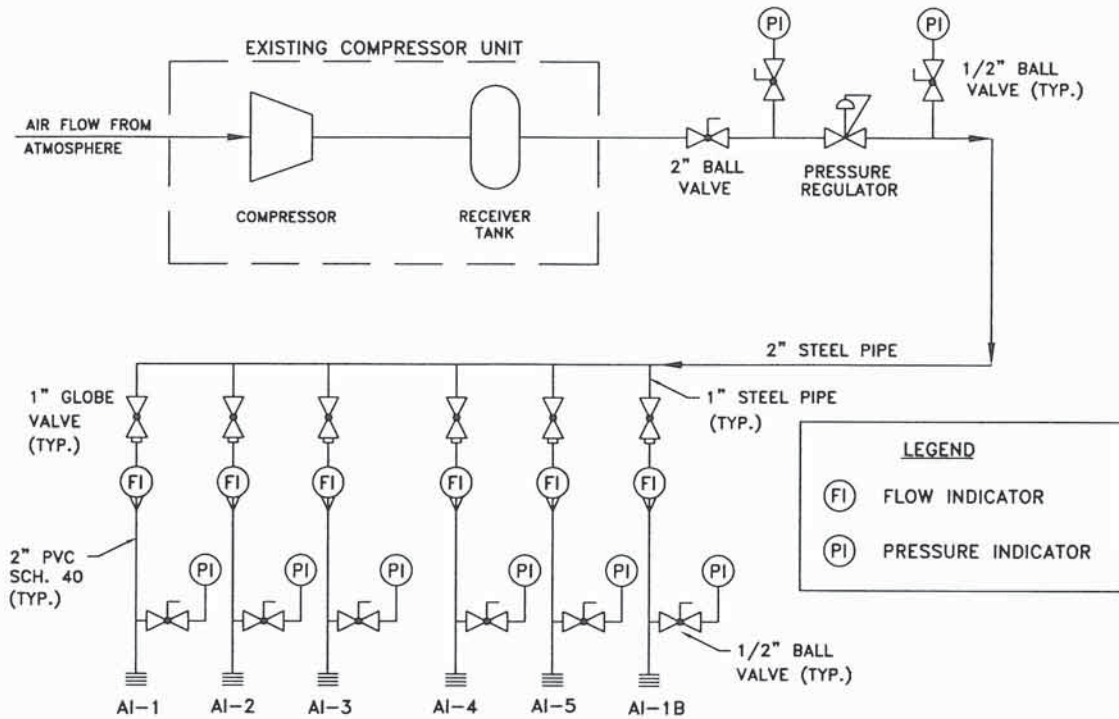 EXISTING COMPRESSOR UNIT
AIR FLOW FROM
ATMOSPHERE
COMPRESSOR
RECEIVER
TANK
2" BALL
VALVE
PI
PRESSURE
REGULATOR
PI
1/2" BALL
VALVE (TYP.)
2" STEEL PIPE
1" STEEL PIPE
(TYP.)
1" GLOBE
VALVE
(TYP.)
FI
FI
FI
FI
FI
FI
2" PVC
SCH. 40
(TYP.)
PI
PI
PI
PI
PI
PI
1/2" BALL
VALVE (TYP.)
AI-1
AI-2
AI-3
AI-4
AI-5
AI-1B
LEGEND
FI FLOW INDICATOR
PI PRESSURE INDICATOR